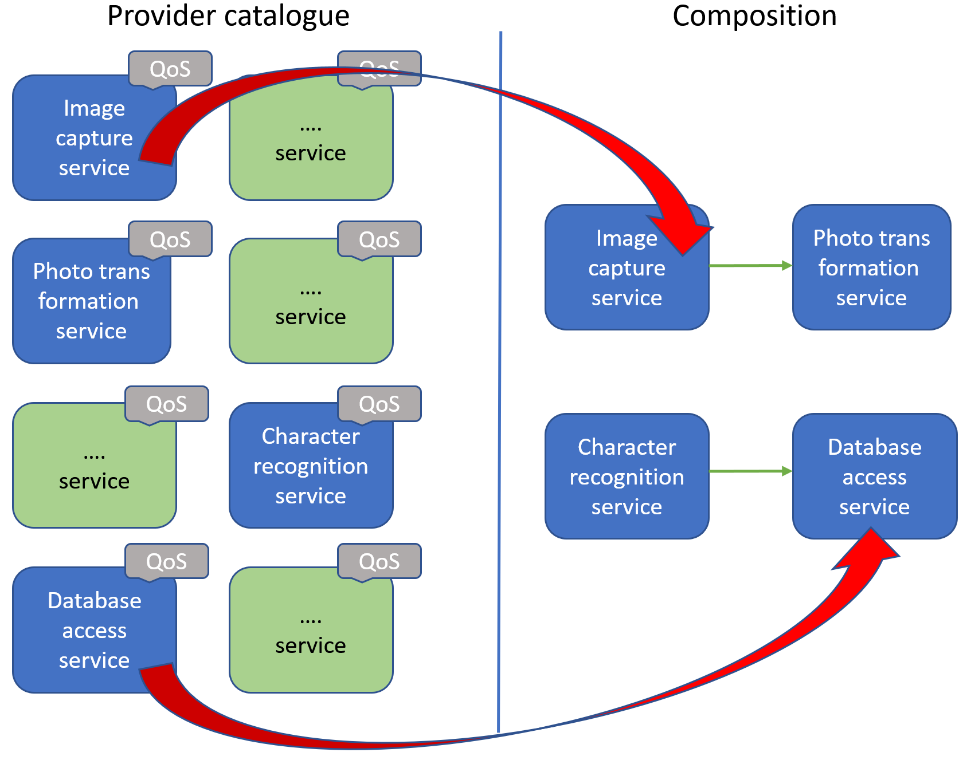 Provider catalogue
Composition
QoS
Image
capture
service
QoS
....
service
QoS
Photo trans
formation
service
QoS
....
service
QoS
....
service
QoS
Character
recognition
service
QoS
Database
access
service
QoS
....
service
Image
capture
service
Photo trans
formation
service
Character
recognition
service
Database
access
service